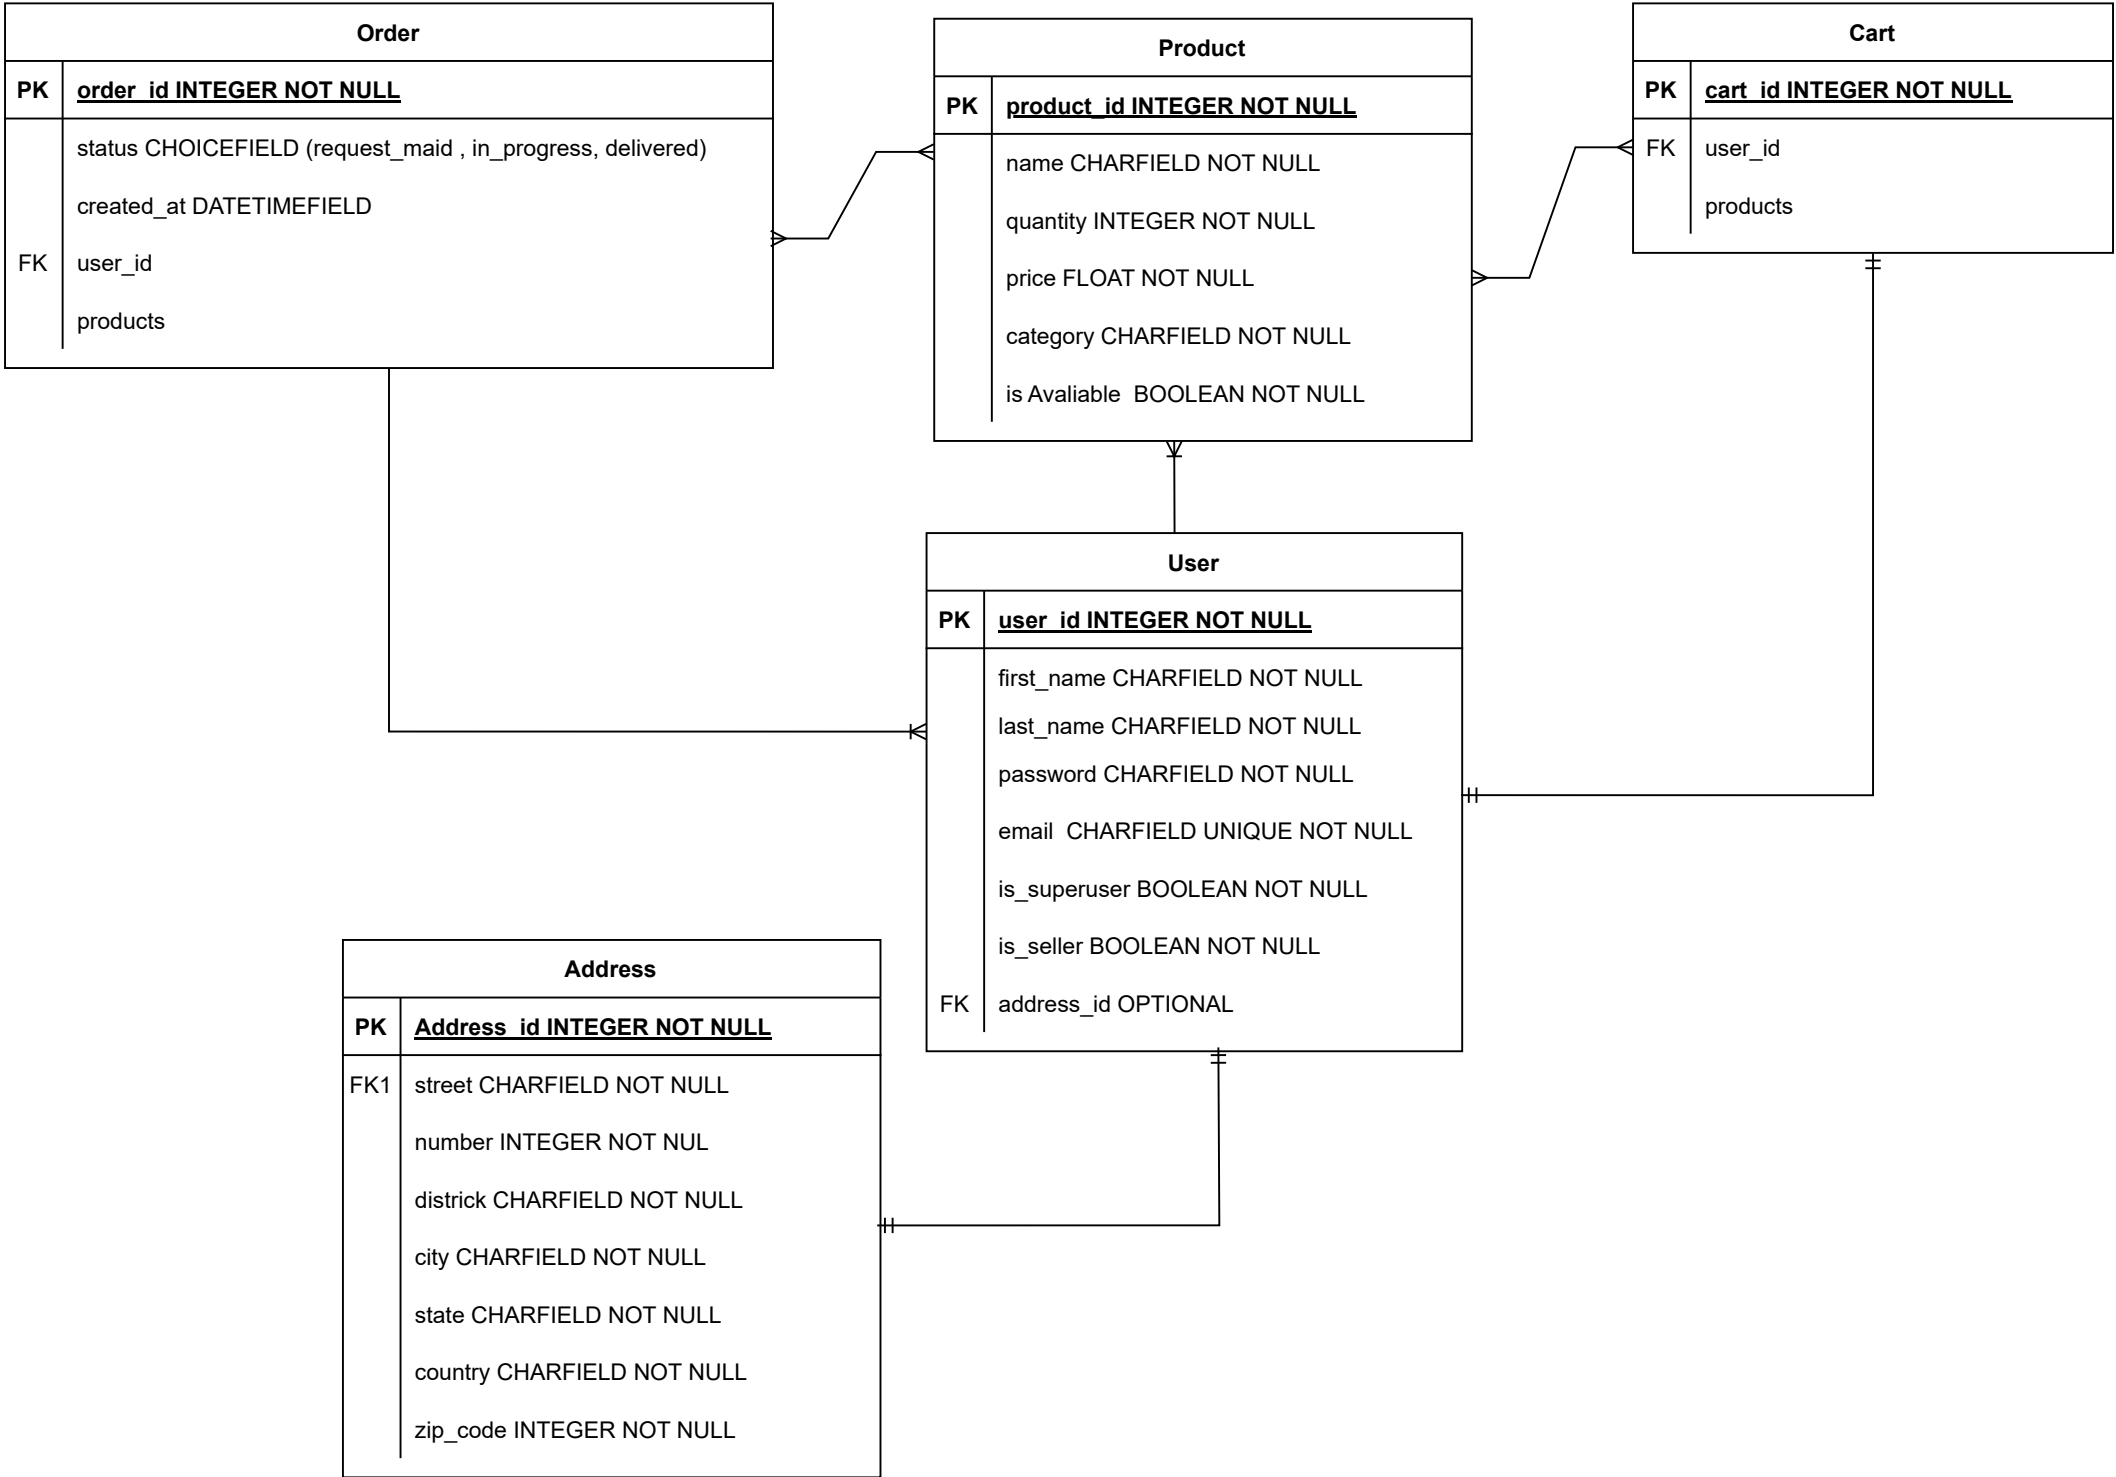 Order
PK order_id INTEGER NOT NULL
status CHOICEFIELD (request_maid , in_progress, delivered)
created_at DATETIMEFIELD
FK user_id
products
Product
PK product_id INTEGER NOT NULL
name CHARFIELD NOT NULL
quantity INTEGER NOT NULL
price FLOAT NOT NULL
category CHARFIELD NOT NULL
is Avaliable  BOOLEAN NOT NULL
Cart
PK cart_id INTEGER NOT NULL
FK user_id
products
User
PK user_id INTEGER NOT NULL
first_name CHARFIELD NOT NULL
last_name CHARFIELD NOT NULL
password CHARFIELD NOT NULL
email  CHARFIELD UNIQUE NOT NULL
is_superuser BOOLEAN NOT NULL
is_seller BOOLEAN NOT NULL
FK address_id OPTIONAL
Address
PK Address_id INTEGER NOT NULL
FK1 street CHARFIELD NOT NULL
number INTEGER NOT NUL
districk CHARFIELD NOT NULL
city CHARFIELD NOT NULL
state CHARFIELD NOT NULL
country CHARFIELD NOT NULL
zip_code INTEGER NOT NULL